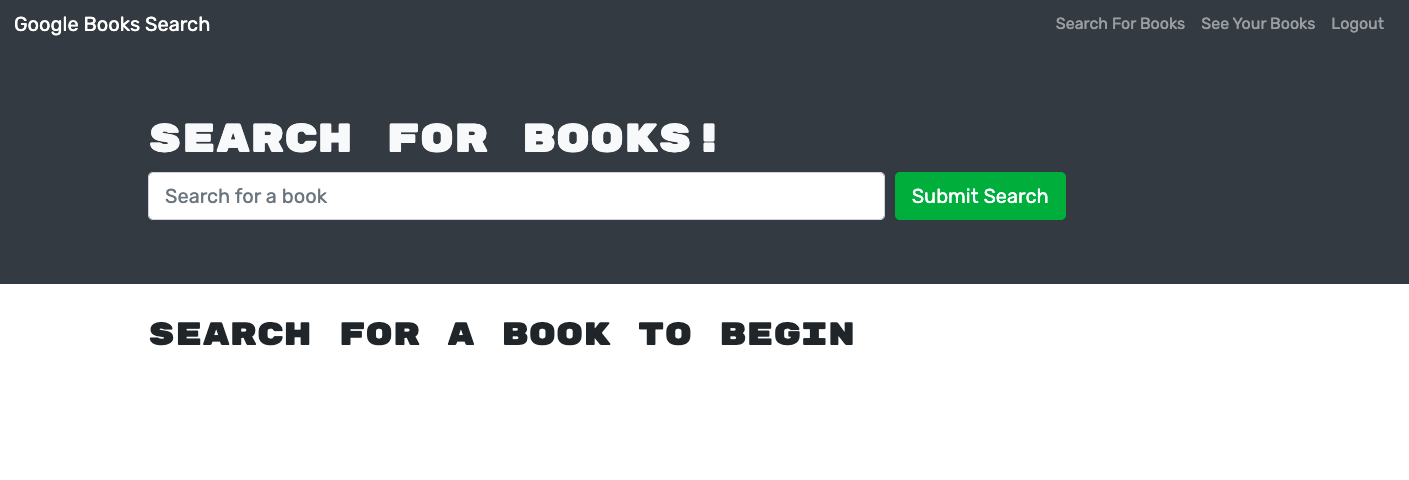 Google Books Search
Search For Books See Your Books Logout
SEARCH FOR BOOKS!
Search for a book
Submit Search
SEARCH FOR A BOOK TO BEGIN